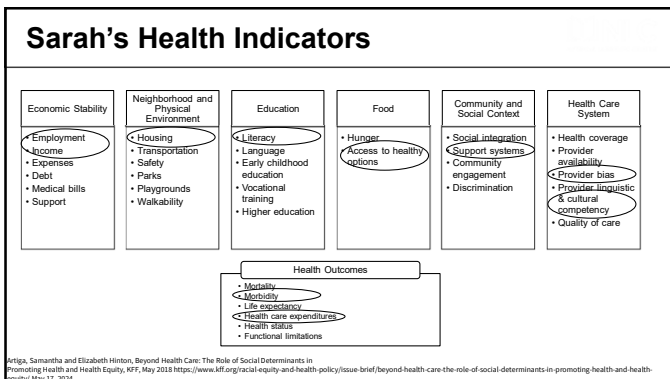 Sarah's Health Indicators
Economic Stability
• Employment
• Income
• Expenses
• Debt
• Medical bills
• Support
Neighborhood and
Physical
Environment
• Housing
• Transportation
• Safety
• Parks
• Playgrounds
• Walkability
Education
• Literacy
• Language
• Early childhood
education
• Vocational
training
• Higher education
Food
• Hunger
• Access to healthy
options
Community and
Social Context
• Social integration
• Support systems
• Community
engagement
• Discrimination
Health Care
System
• Health coverage
• Provider
availability
• Provider bias
• Provider linguistic
& cultural
competency
• Quality of care
Health Outcomes
• Mortality
• Morbidity
• Life expectancy
• Health care expenditures
• Health status
• Functional limitations
Artiga, Samantha and Elizabeth Hinton, Beyond Health Care: The Role of Social Determinants in
Promoting Health and Health Equity, KFF, May 2018 https://www.kff.org/racial-equity-and-health-policy/issue-brief/beyond-health-care-the-role-of-social-determinants-in-promoting-health-and-health-
equity/ May 17, 2024